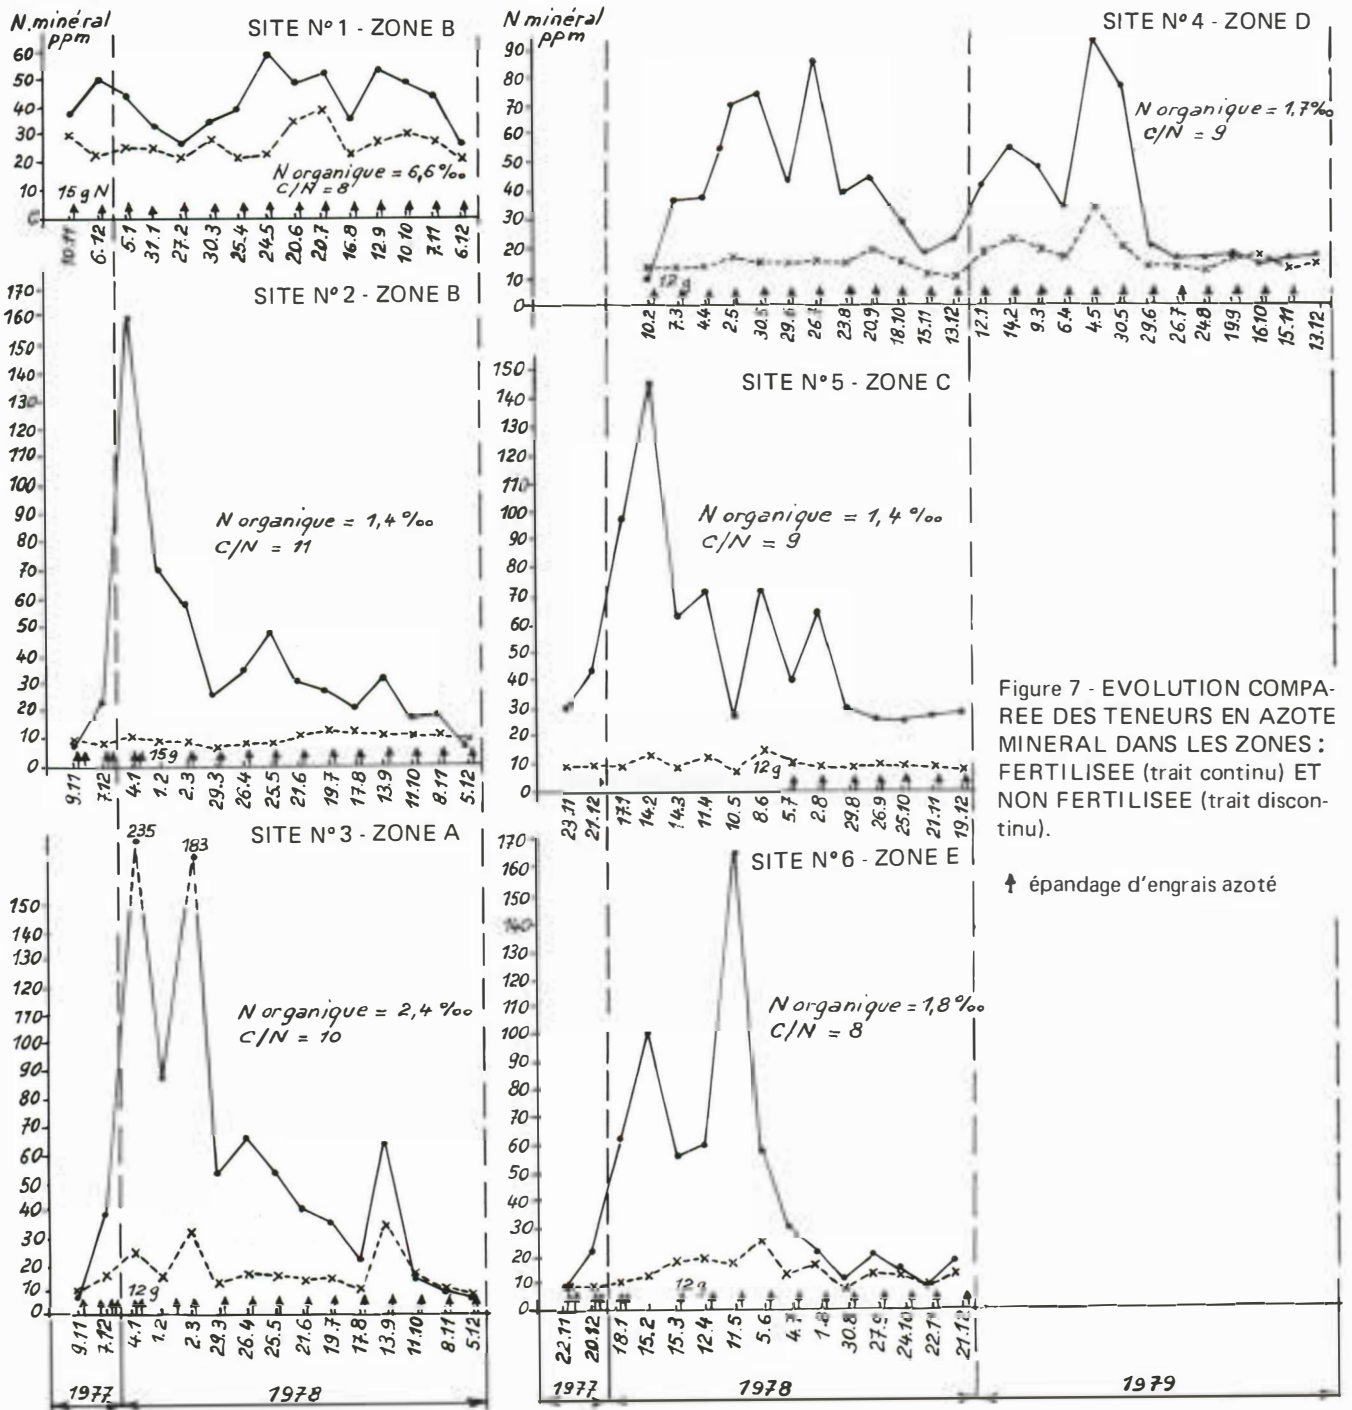 N.minéral
ppm
SITE N° 1 - ZONE B
60
50
40
30
20
10
0
N organique = 6,6‰
C/N = 8
15 g N
10.11 6.12 5.1 31.1 27.2 30.3 25.4 24.5 20.6 20.7 16.8 12.9 10.10 7.11 6.12
SITE N° 2 - ZONE B
170
160
150
140
130
120
110
100
90
80
70
60
50
40
30
20
10
0
N organique = 1,4 ‰
C/N = 11
15g
9.11 7.12 4.1 1.2 2.3 29.3 26.4 25.5 21.6 19.7 17.8 13.9 11.10 8.11 5.12
SITE N° 3 - ZONE A
235
183
150
140
130
120
110
100
90
80
70
60
50
40
30
20
10
0
N organique = 2,4 ‰
C/N = 10
12g
9.11 7.12 4.1 1.2 2.3 29.3 26.4 25.5 21.6 19.7 17.8 13.9 11.10 8.11 5.12
1977 1978
N minéral
ppm
SITE N° 4 - ZONE D
90
80
70
60
50
40
30
20
10
0
N organique = 1,7‰
C/N = 9
10.2 7.3 4.4 2.5 30.5 29.6 23.8 20.9 18.10 15.11 13.12 12.1 14.2 9.3 6.4 4.5 30.5 29.6 26.7 24.8 19.9 16.10 15.11 13.12
SITE N° 5 - ZONE C
150
140
130
120
110
100
90
80
70
60
50
40
30
20
10
0
N organique = 1,4 ‰
C/N = 9
12g
23.11 21.12 17.1 14.2 14.3 11.4 10.5 8.6 5.7 2.8 29.8 26.9 25.10 21.11 19.12
SITE N° 6 - ZONE E
170
160
150
140
130
120
110
100
90
80
70
60
50
40
30
20
10
0
N organique = 1,8 ‰
C/N = 8
12g
22.11 20.12 18.1 15.2 15.3 12.4 11.5 5.6 30.8 27.9 24.10 22.11 21.12
1977 1978 1979
Figure 7 - EVOLUTION COMPA-
REE DES TENEURS EN AZOTE
MINERAL DANS LES ZONES :
FERTILISEE (trait continu) ET
NON FERTILISEE (trait discon-
tinu).
épandage d'engrais azoté